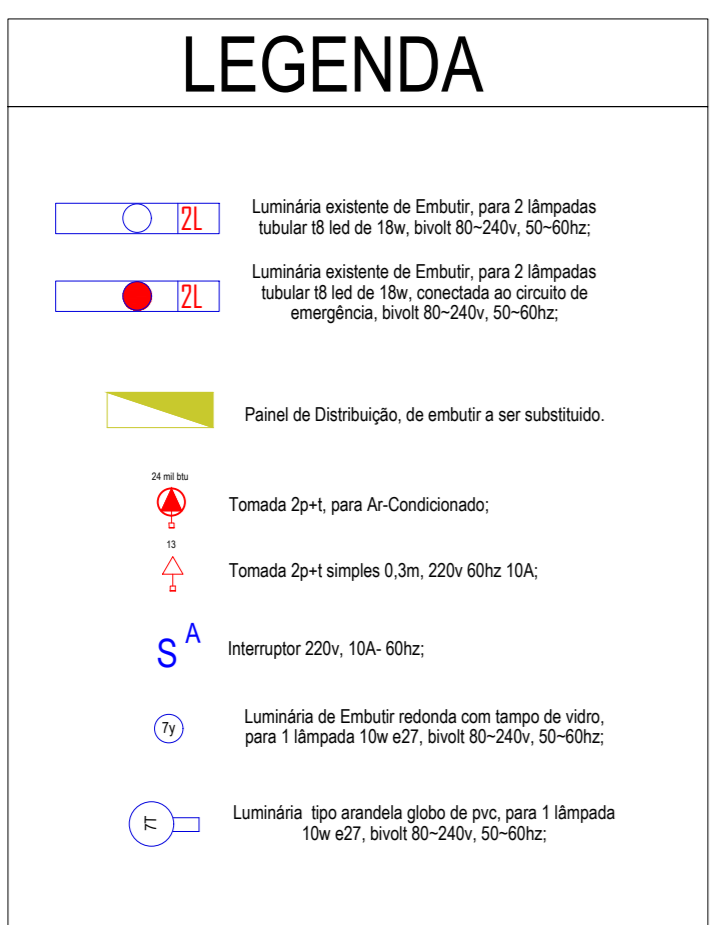 LEGENDA
2L
Luminária existente de Embutir, para 2 lâmpadas
tubular t8 led de 18w, bivolt 80~240v, 50~60hz;
2L
Luminária existente de Embutir, para 2 lâmpadas
tubular t8 led de 18w, conectada ao circuito de
emergência, bivolt 80~240v, 50~60hz;
Painel de Distribuição, de embutir a ser substituido.
24 mil btu
Tomada 2p+t, para Ar-Condicionado;
13
Tomada 2p+t simples 0,3m, 220v 60hz 10A;
S A
Interruptor 220v, 10A- 60hz;
7y
Luminária de Embutir redonda com tampo de vidro,
para 1 lâmpada 10w e27, bivolt 80~240v, 50~60hz;
7T
Luminária tipo arandela globo de pvc, para 1 lâmpada
10w e27, bivolt 80~240v, 50~60hz;